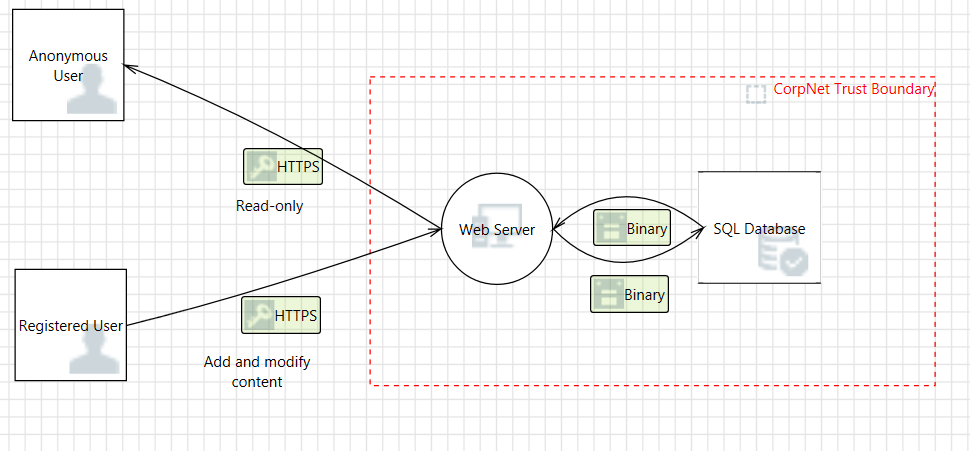 Anonymous
User
CorpNet Trust Boundary
HTTPS
Read-only
Web Server
Binary
SQL Database
Binary
Registered User
HTTPS
Add and modify
content